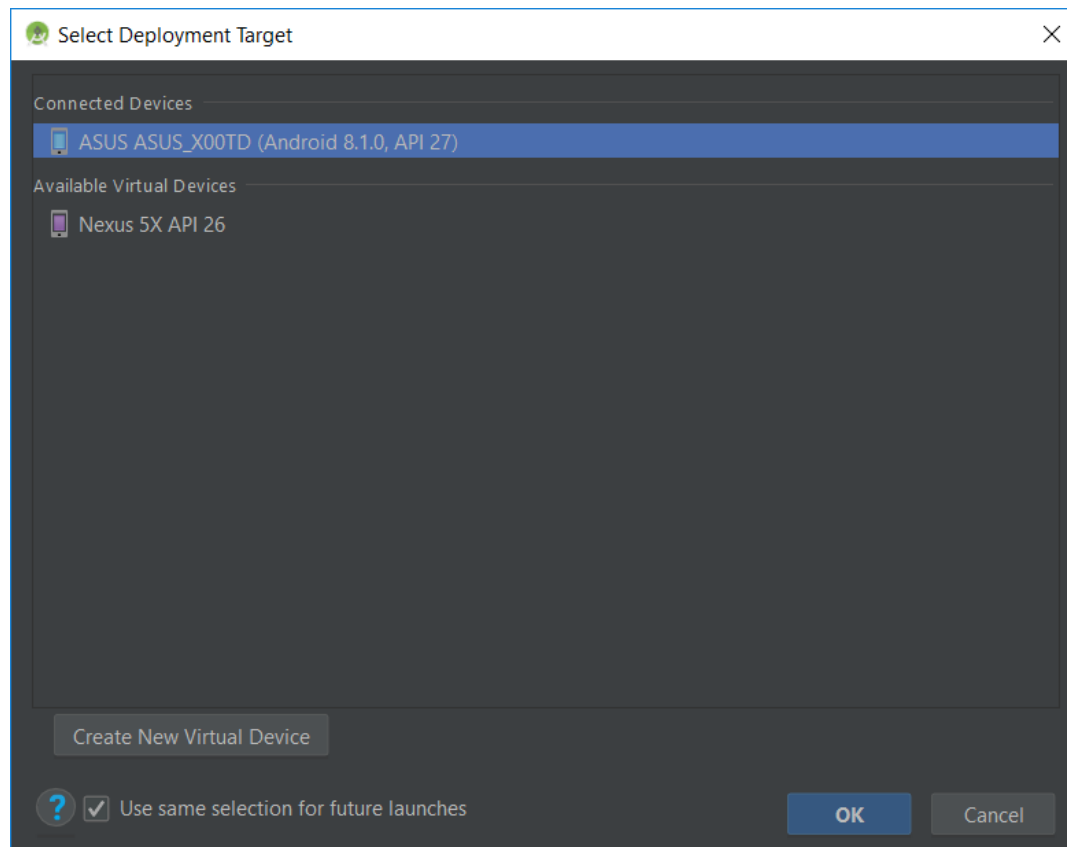 Select Deployment Target
Connected Devices
ASUS ASUS_X00TD (Android 8.1.0, API 27)
Available Virtual Devices
Nexus 5X API 26
Create New Virtual Device
? Use same selection for future launches
OK Cancel